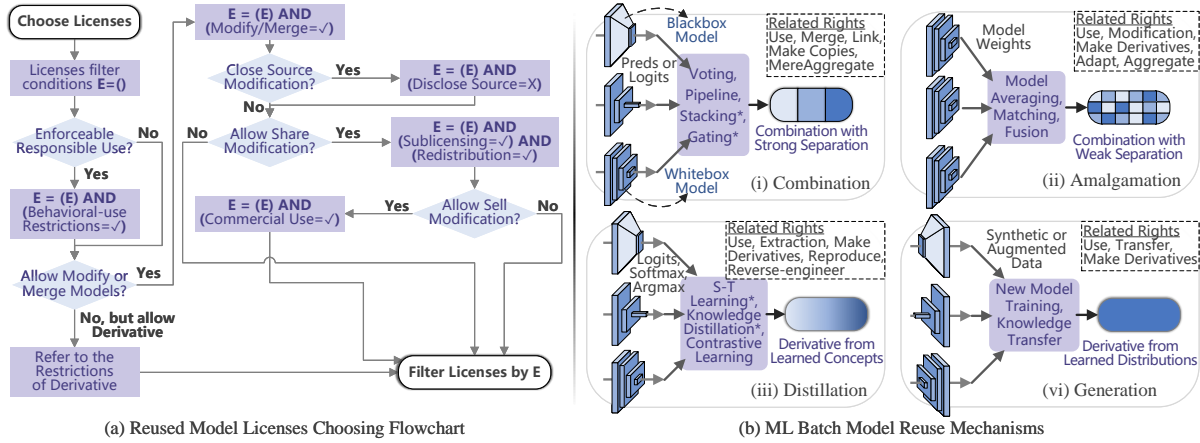 Choose Licenses
Licenses filter
conditions E=()
Enforceable
Responsible Use?
No
Yes
E = (E) AND
(Behavioral-use
Restrictions=✓)
Allow Modify or
Merge Models?
Yes
No, but allow
Derivative
Refer to the
Restrictions
of Derivative
E = (E) AND
(Modify/Merge=✓)
Close Source
Modification?
Yes
E = (E) AND
(Disclose Source=X)
No
No
Allow Share
Modification?
Yes
E = (E) AND
(Sublicensing=✓) AND
(Redistribution=✓)
Allow Sell
Modification?
Yes
No
E = (E) AND
(Commercial Use=✓)
Filter Licenses by E
(a) Reused Model Licenses Choosing Flowchart
Blackbox
Model
Preds or
Logits
Voting,
Pipeline,
Stacking*,
Gating*
Whitebox
Model
Related Rights
Use, Merge, Link,
Make Copies,
MereAggregate
Combination with
Strong Separation
(i) Combination
Model
Weights
Model
Averaging,
Matching,
Fusion
Related Rights
Use, Modification,
Make Derivatives,
Adapt, Aggregate
Combination with
Weak Separation
(ii) Amalgamation
Logits,
Softmax
Argmax
S-T
Learning*,
Knowledge
Distillation*,
Contrastive
Learning
Related Rights
Use, Extraction, Make
Derivatives, Reproduce,
Reverse-engineer
Derivative from
Learned Concepts
(iii) Distillation
Synthetic or
Augmented
Data
New Model
Training,
Knowledge
Transfer
Related Rights
Use, Transfer,
Make Derivatives
Derivative from
Learned Distributions
(vi) Generation
(b) ML Batch Model Reuse Mechanisms